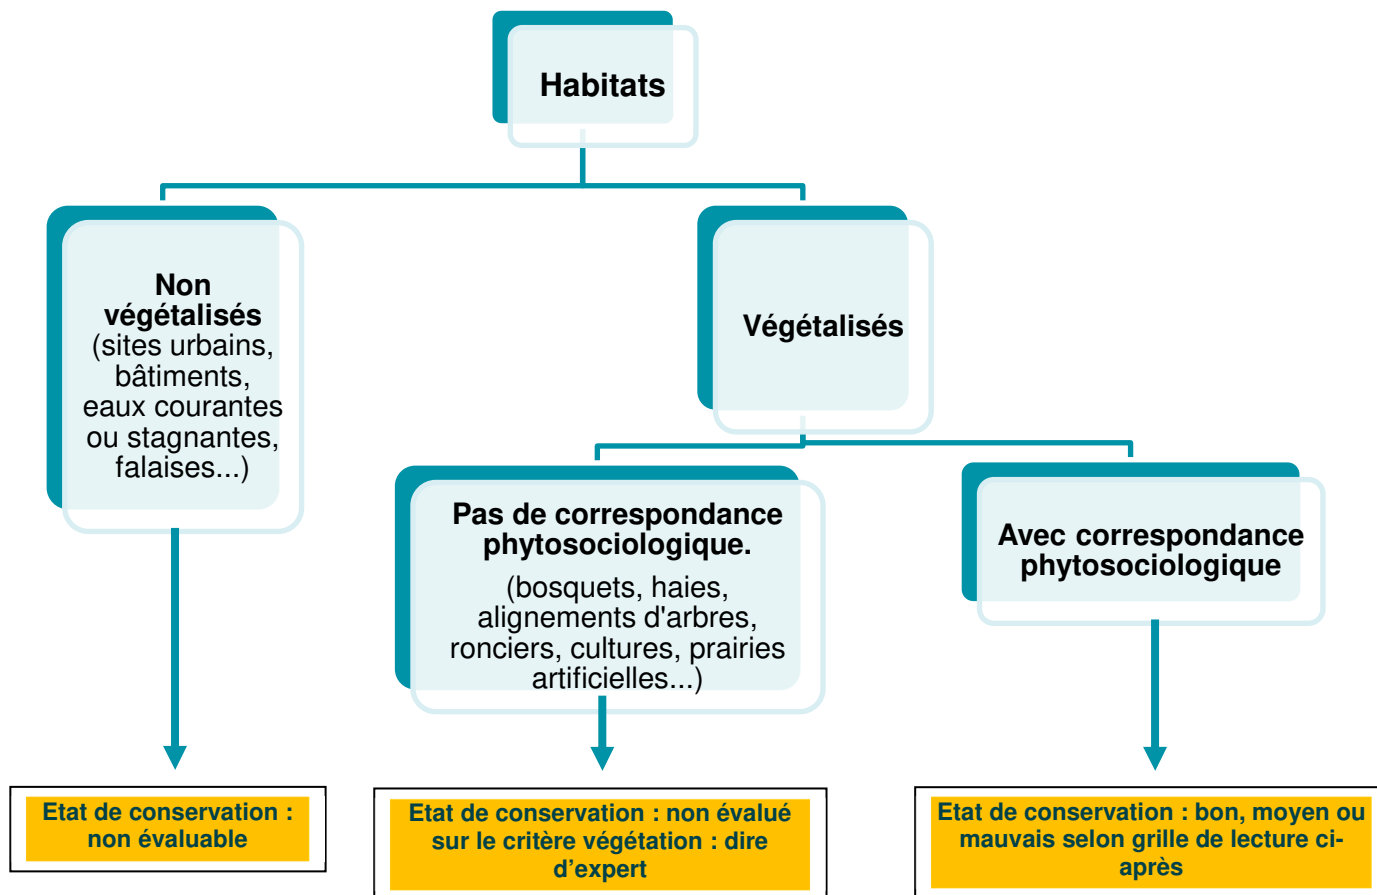 Habitats
Non
végétalisés
(sites urbains,
bâtiments,
eaux courantes
ou stagnantes,
falaises...)
Végétalisés
Pas de correspondance
phytosociologique.
(bosquets, haies,
alignements d'arbres,
ronciers, cultures, prairies
artificielles...)
Avec correspondance
phytosociologique
Etat de conservation :
non évaluable
Etat de conservation : non évalué
sur le critère végétation : dire
d’expert
Etat de conservation : bon, moyen ou
mauvais selon grille de lecture ci-
après